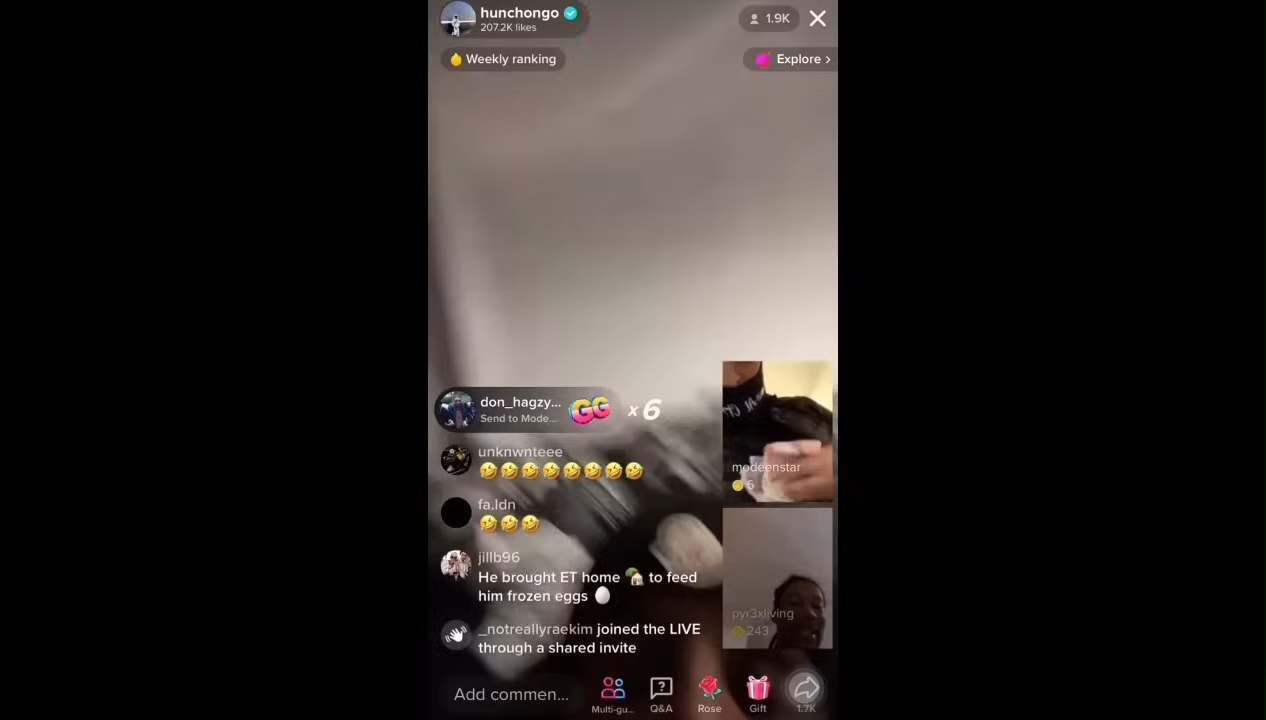 hunchongo
207.2K likes
1.9K
Weekly ranking
Explore >
don_hagzy...
Send to Mode...
GG
x 6
unknwnteee
🤣🤣🤣🤣🤣🤣🤣🤣
fa.ldn
🤣🤣🤣
jillb96
He brought ET home 🏡 to feed
him frozen eggs 🥚
_notreallyraekim joined the LIVE
through a shared invite
modeenstar
6
pyr3xliving
243
Add commen...
Multi-gu...
Q&A
Rose
Gift
1.7K